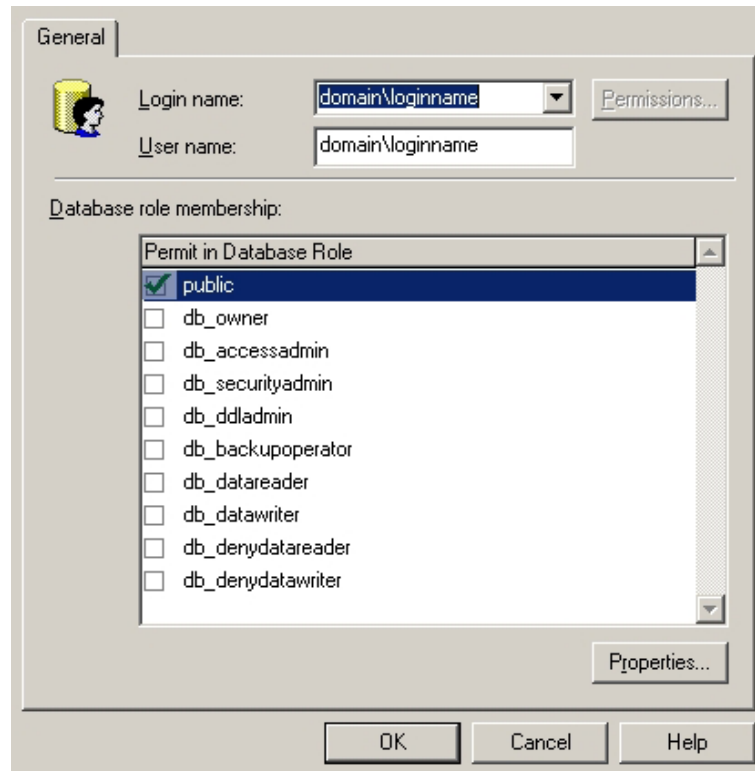 General
Login name: domain\loginname Permissions...
User name: domain\loginname
Database role membership:
Permit in Database Role
public
db_owner
db_accessadmin
db_securityadmin
db_ddladmin
db_backupoperator
db_datareader
db_datawriter
db_denydatareader
db_denydatawriter
Properties...
OK Cancel Help